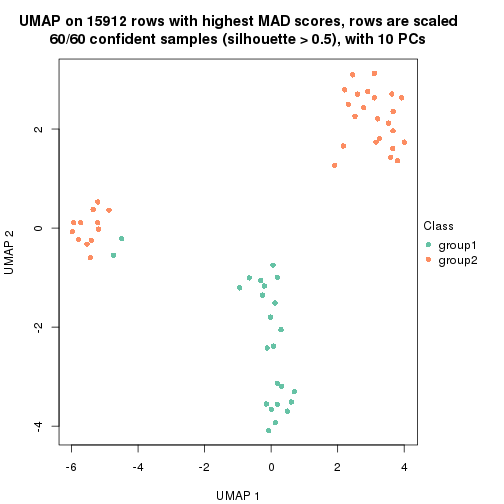 UMAP on 15912 rows with highest MAD scores, rows are scaled
60/60 confident samples (silhouette > 0.5), with 10 PCs
2
0
-2
-4
UMAP 2
Class
group1
group2
-6
-4
-2
0
2
4
UMAP 1